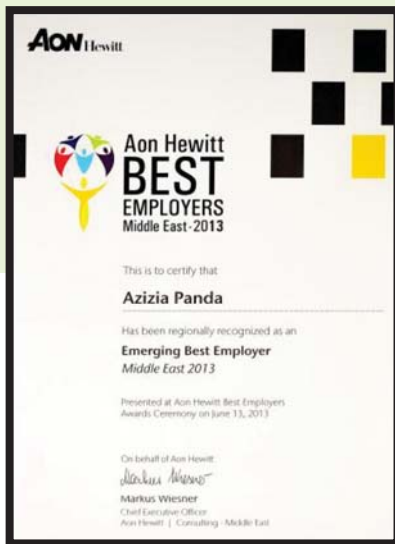 AON Hewitt
Aon Hewitt
BEST
EMPLOYERS
Middle East-2013
This is to certify that
Azizia Panda
Has been regionally recognized as an
Emerging Best Employer
Middle East 2013
Presented at Aon Hewitt Best Employers
Awards Ceremony on June 13, 2013
On behalf of Aon Hewitt
Markus Wiesner
Markus Wiesner
Chief Executive Officer
Aon Hewitt | Consulting - Middle East